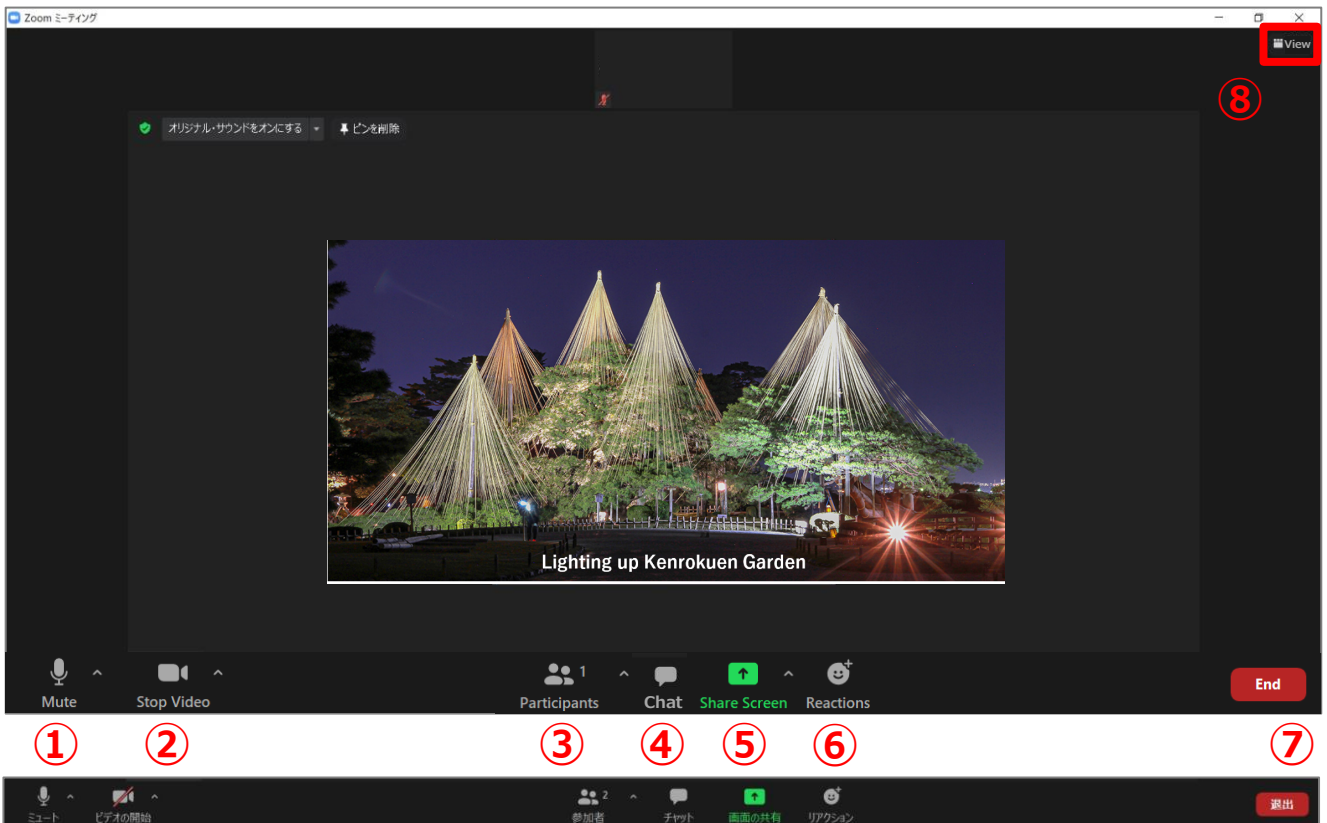 Zoom ミーティング
View
⑧
オリジナル・サウンドをオンにする ピンを削除
Lighting up Kenrokuen Garden
1
Mute Stop Video Participants Chat Share Screen Reactions End
① ② ③ ④ ⑤ ⑥ ⑦
2
ミュート ビデオの開始 参加者 チャット 画面の共有 リアクション 退出